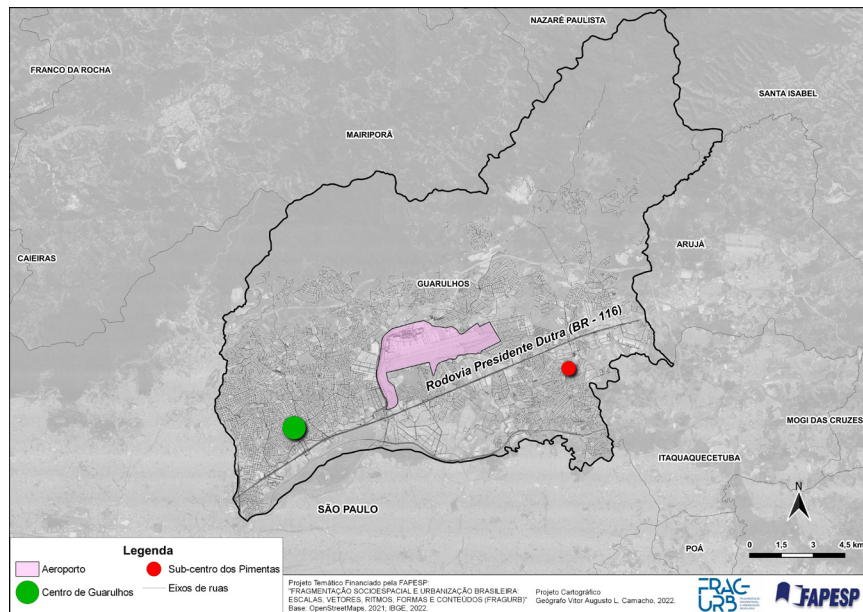 NAZARÉ PAULISTA
FRANCO DA ROCHA
SANTA ISABEL
MAIRIPORÃ
ARUJÁ
CAIEIRAS
GUARULHOS
Rodovia Presidente Dutra (BR - 116)
MOGI DAS CRUZES
ITAQUAQUECETUBA
SÃO PAULO
N
POÁ
0 1,5 3 4,5 km
Legenda
Aeroporto
Sub-centro dos Pimentas
Centro de Guarulhos
Eixos de ruas
Projeto Temático Financiado pela FAPESP:
"FRAGMENTAÇÃO SOCIOESPACIAL E URBANIZAÇÃO BRASILEIRA:
ESCALAS, VETORES, RITMOS, FORMAS E CONTEÚDOS (FRAGURB)"
Base: OpenStreetMaps, 2021; IBGE, 2022.
Projeto Cartográfico
Geógrafo Vitor Augusto L. Camacho, 2022.
FRAG-
URB
FAPESP